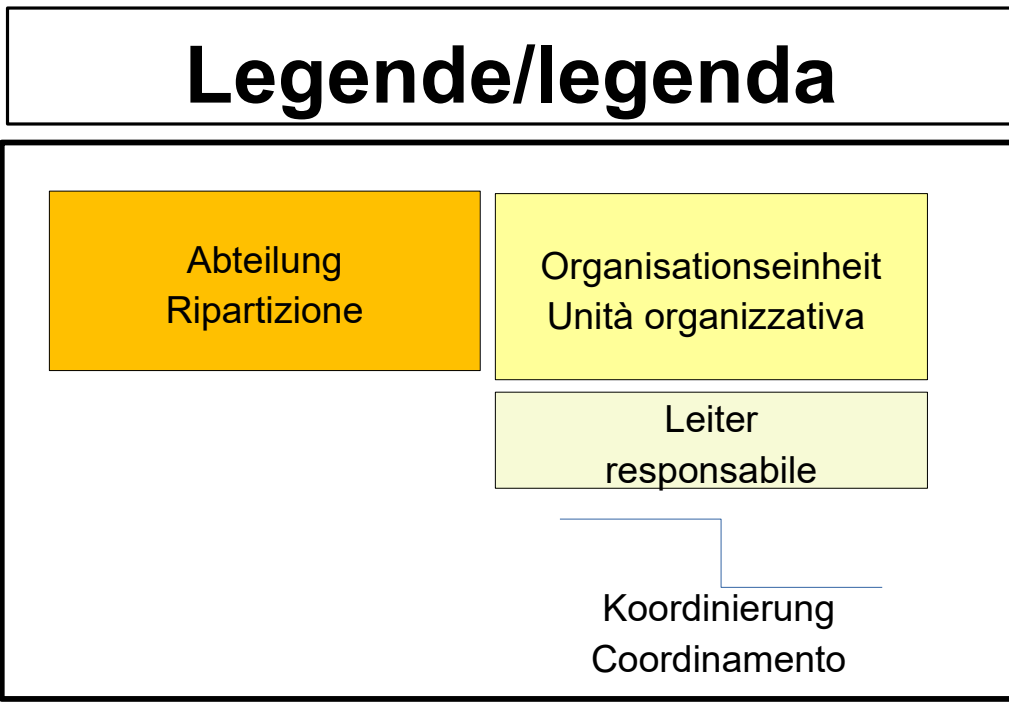 Legende/legenda
Abteilung
Ripartizione
Organisationseinheit
Unità organizzativa
Leiter
responsabile
Koordinierung
Coordinamento